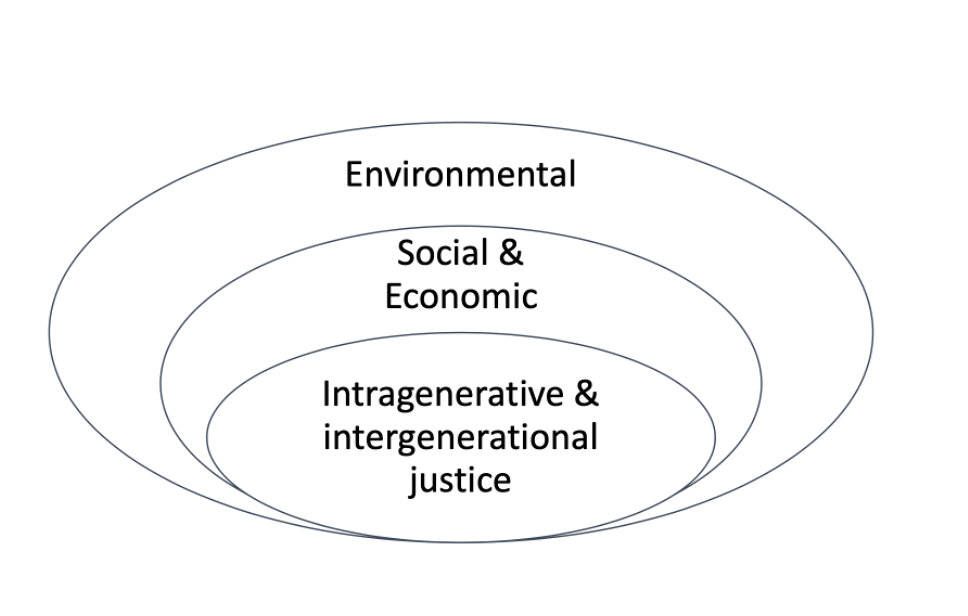 Environmental
Social &
Economic
Intragenerative &
intergenerational
justice